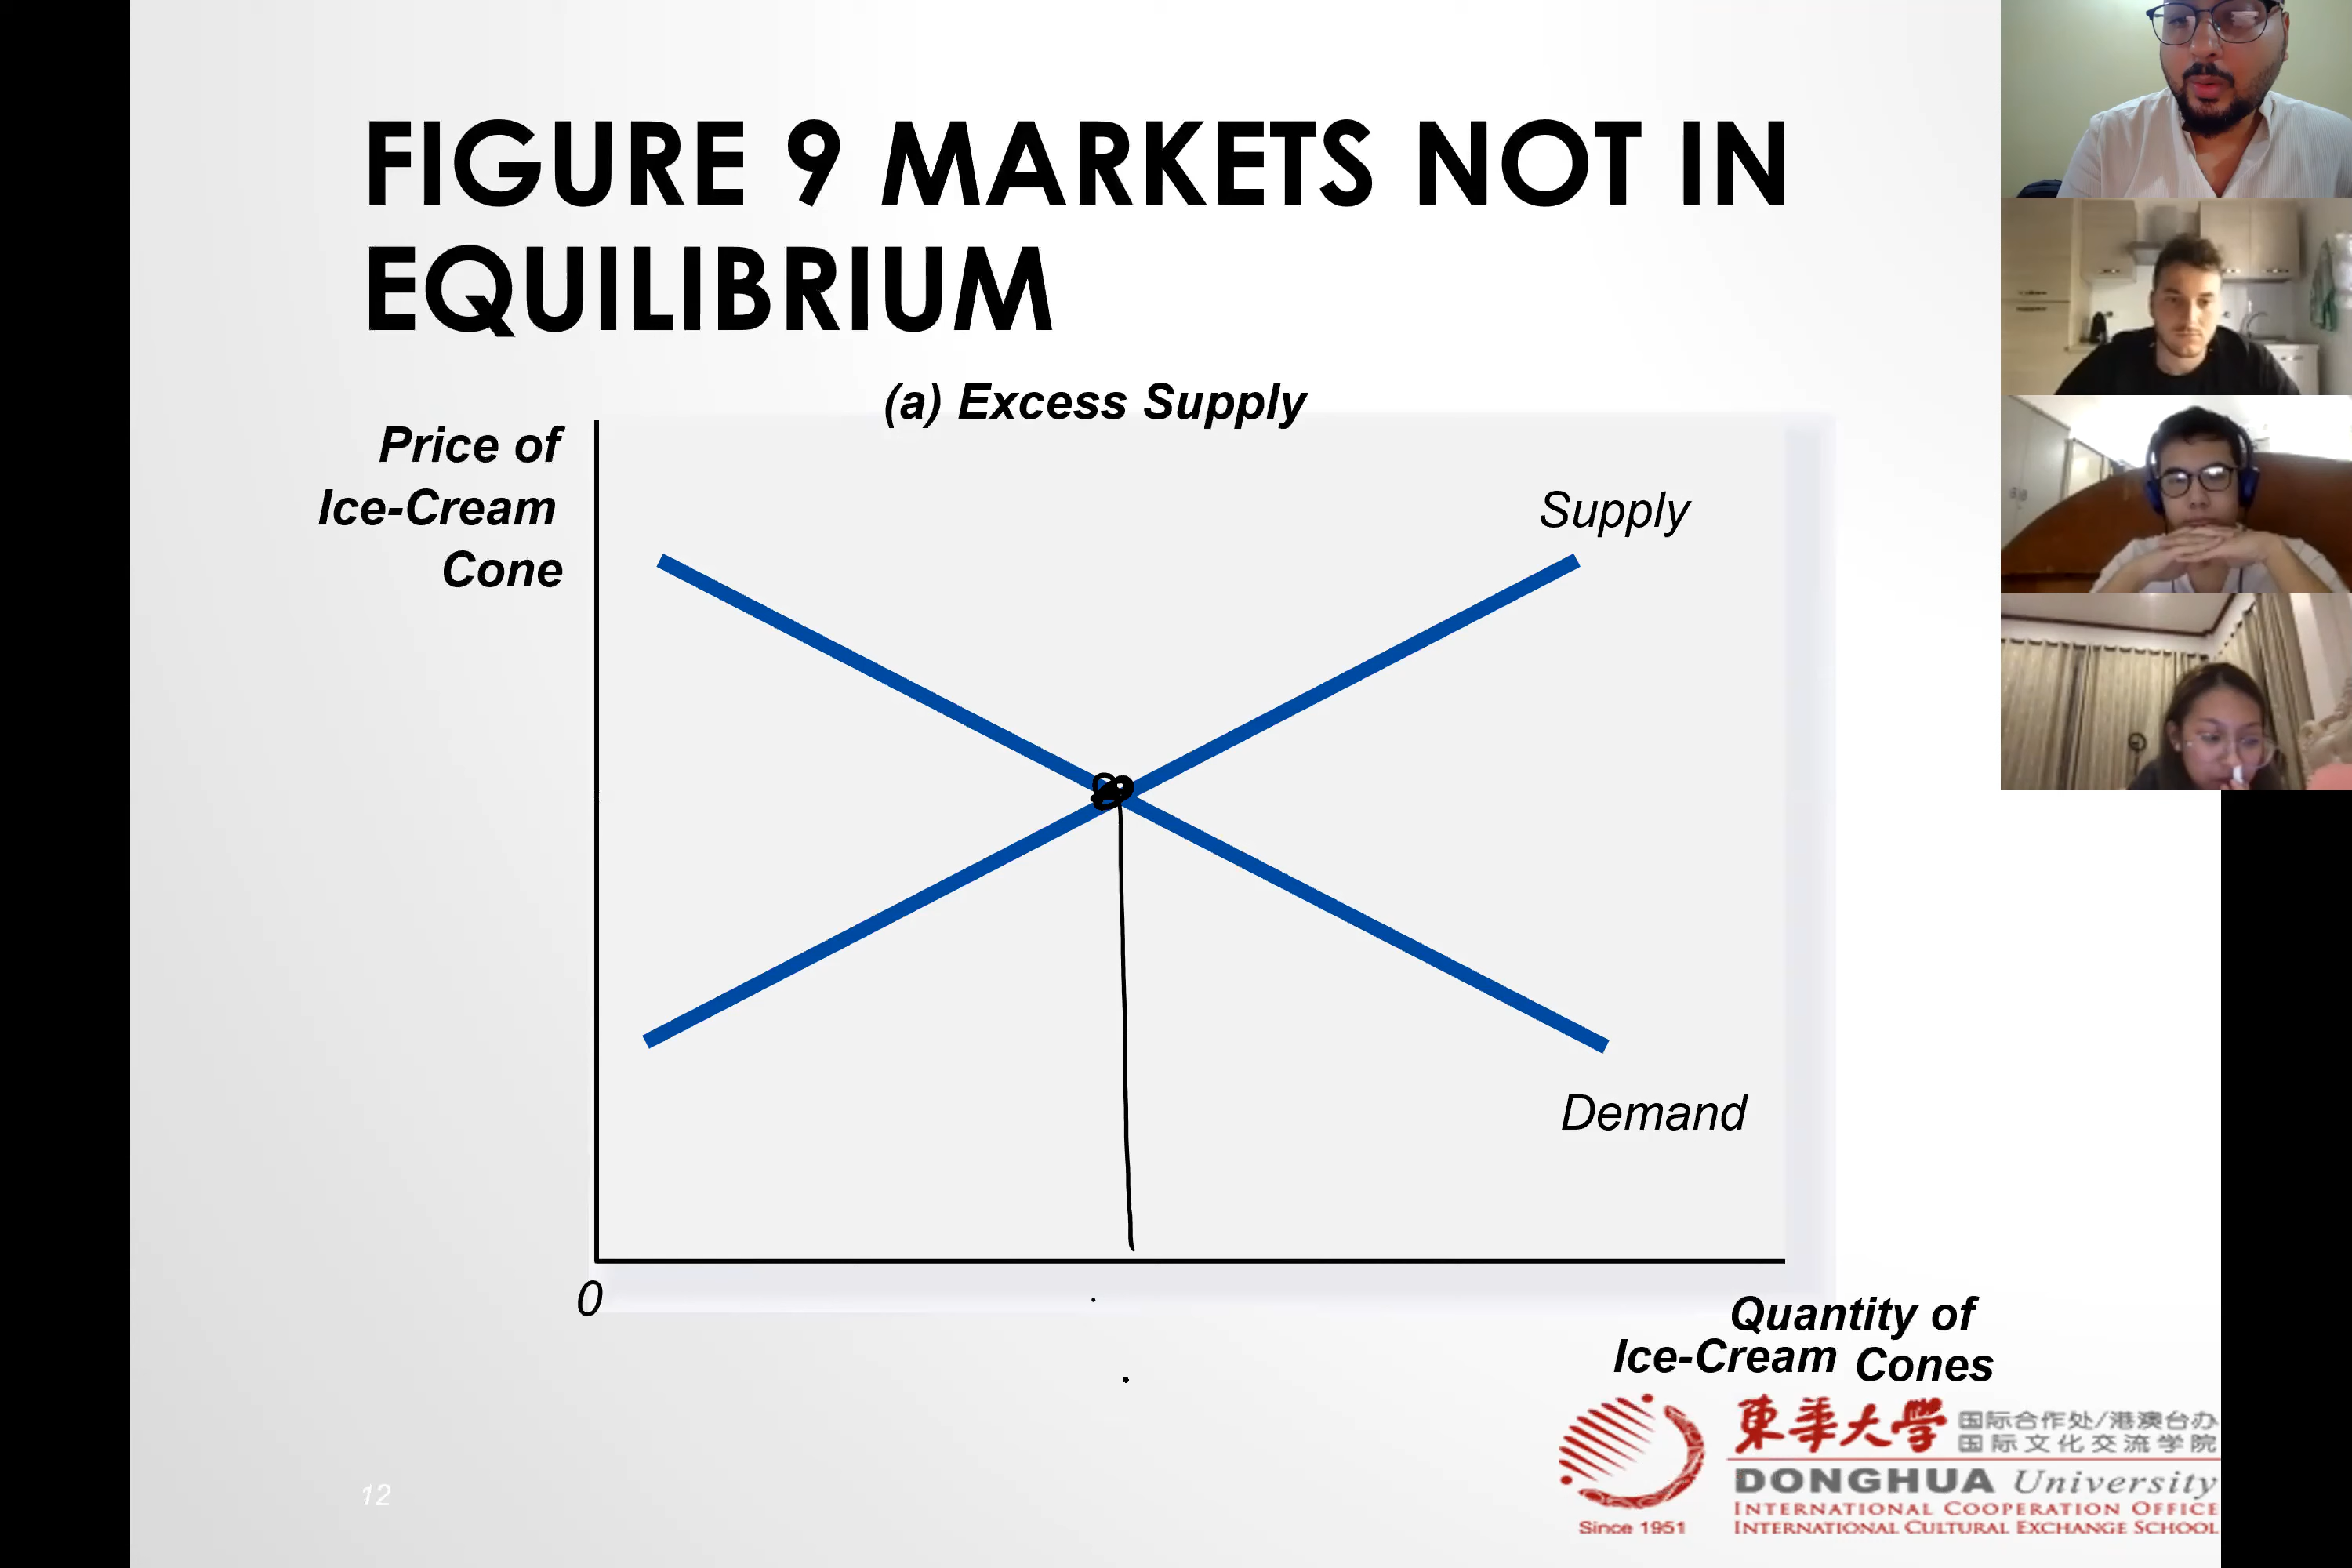 FIGURE 9 MARKETS NOT IN
EQUILIBRIUM
(a) Excess Supply
Price of
Ice-Cream
Cone
Supply
Demand
0
Quantity of
Ice-Cream Cones
12
Since 1951
東華大學
国际合作处/港澳台办
国际文化交流学院
DONGHUA University
INTERNATIONAL COOPERATION OFFICE
INTERNATIONAL CULTURAL EXCHANGE SCHOOL